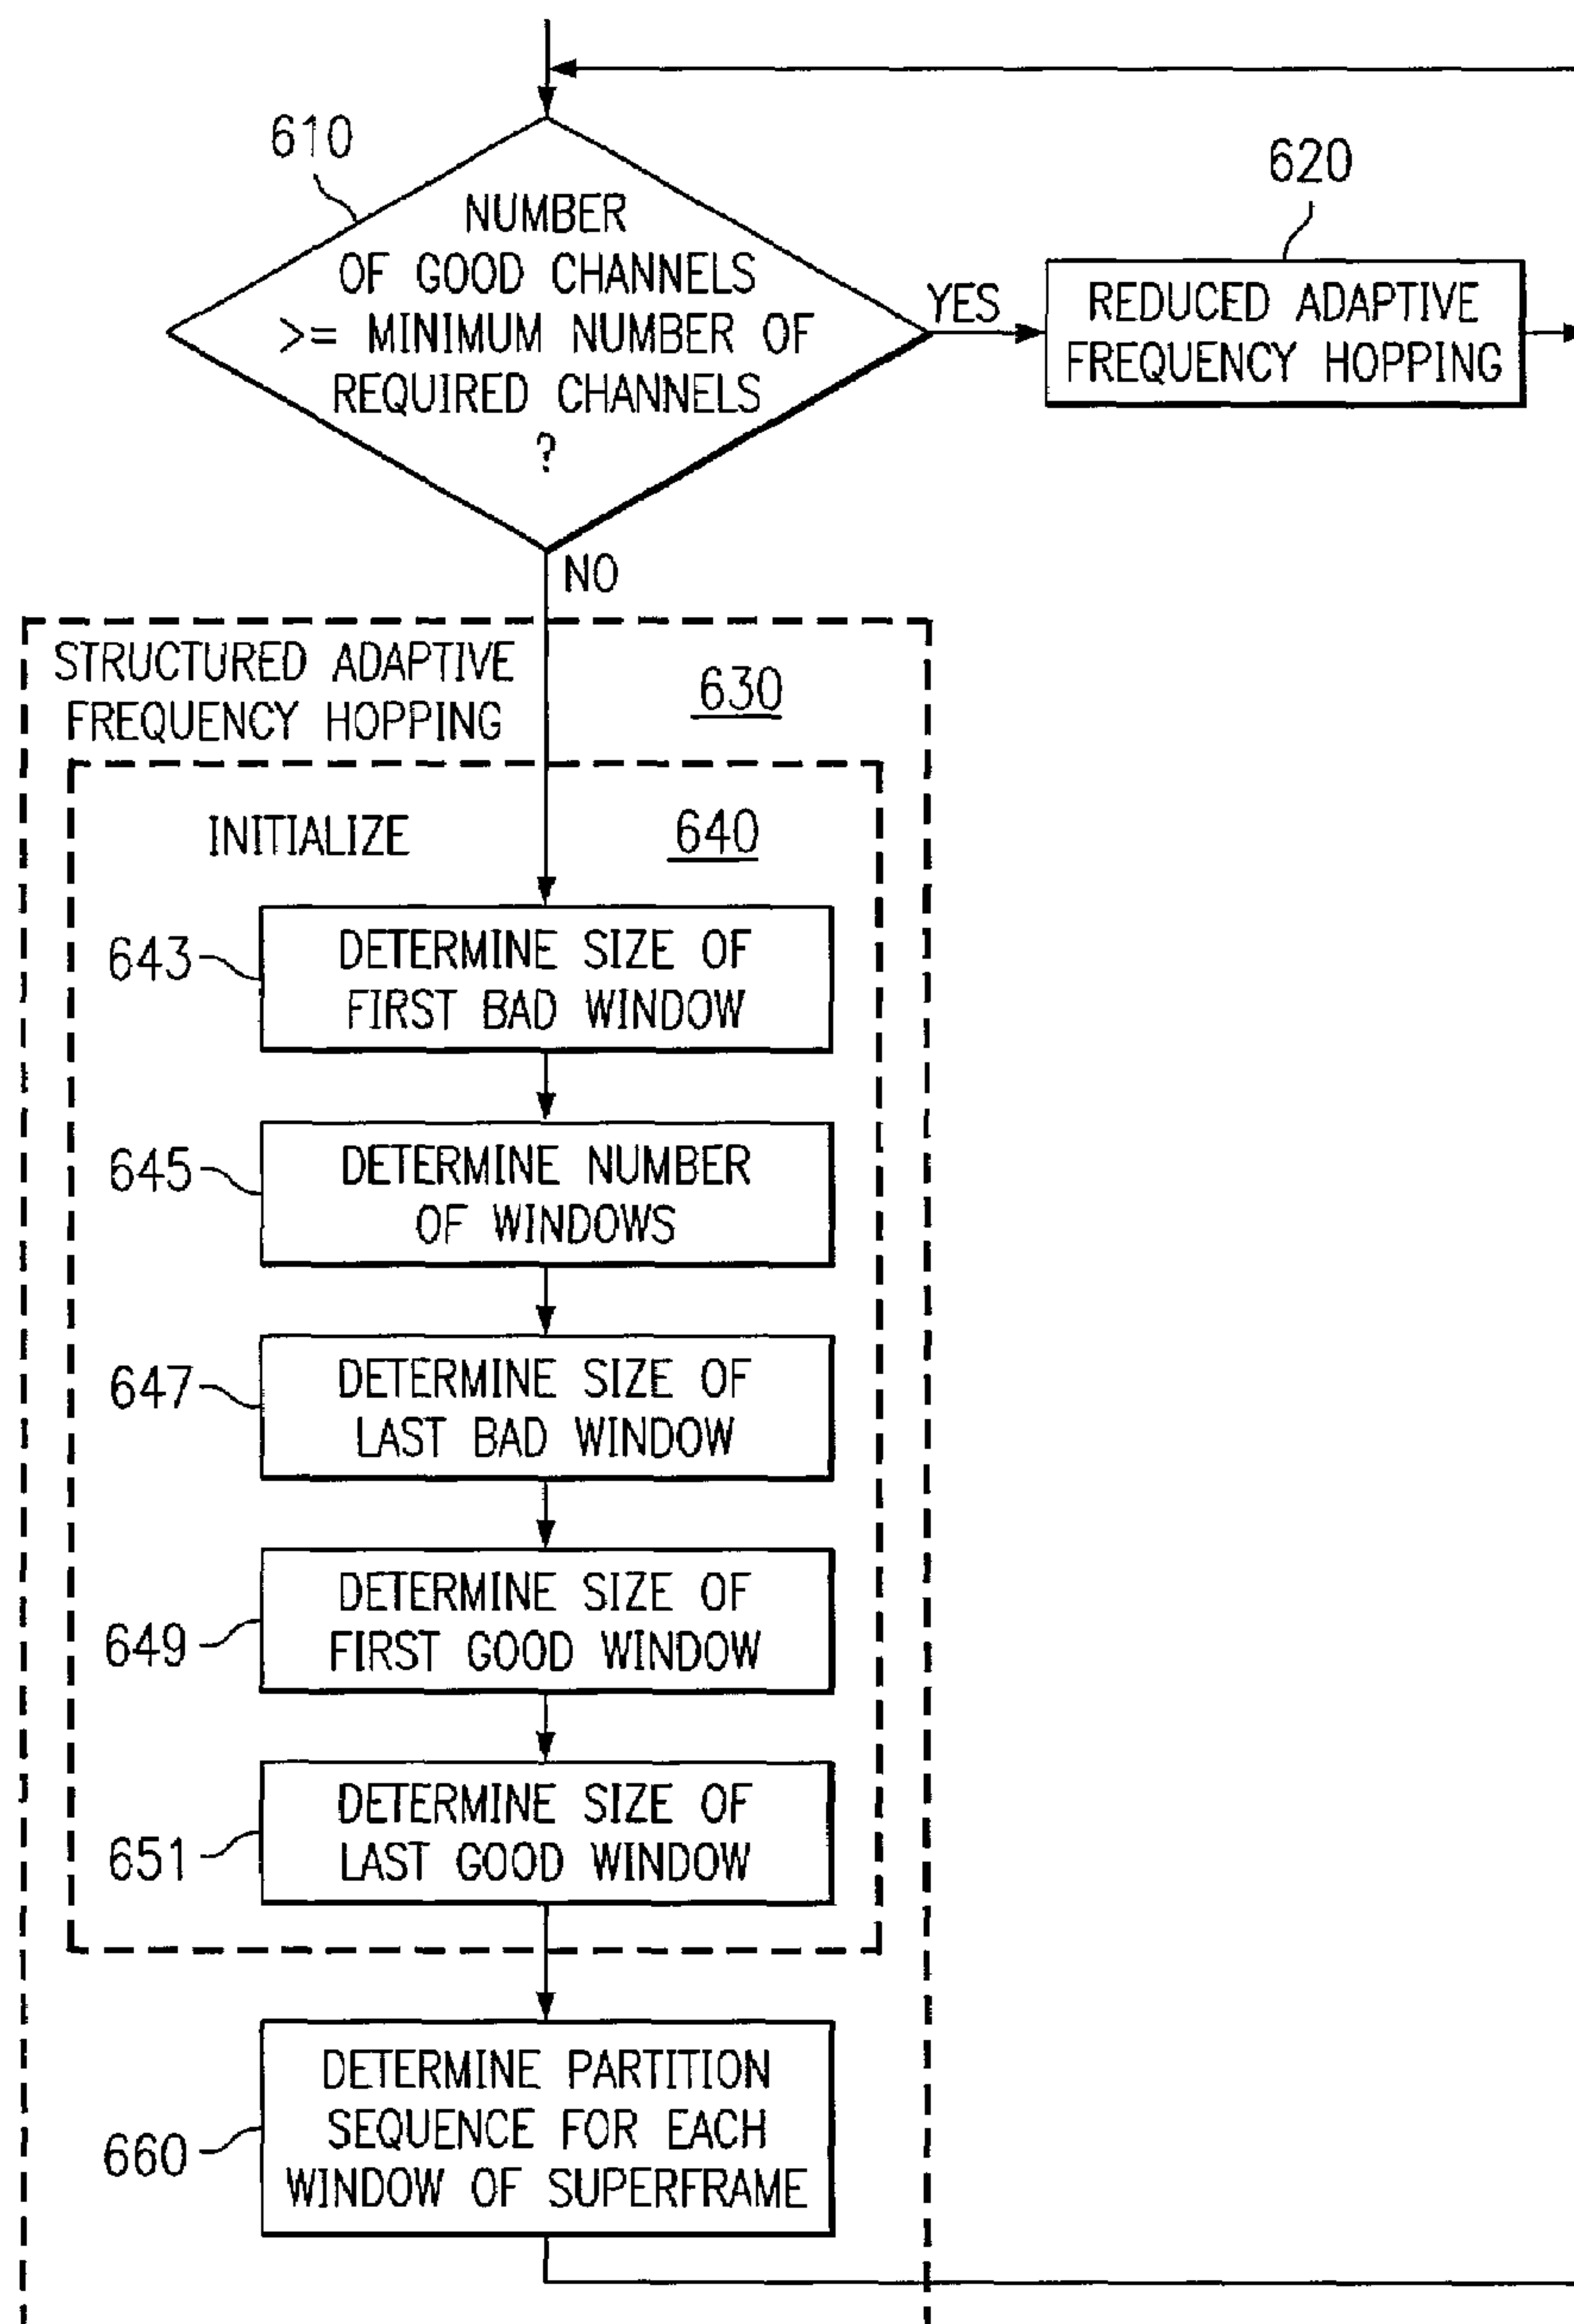 610
NUMBER
OF GOOD CHANNELS
>= MINIMUM NUMBER OF
REQUIRED CHANNELS
?
YES
620
REDUCED ADAPTIVE
FREQUENCY HOPPING
NO
STRUCTURED ADAPTIVE
FREQUENCY HOPPING
630
INITIALIZE
640
643
DETERMINE SIZE OF
FIRST BAD WINDOW
645
DETERMINE NUMBER
OF WINDOWS
647
DETERMINE SIZE OF
LAST BAD WINDOW
649
DETERMINE SIZE OF
FIRST GOOD WINDOW
651
DETERMINE SIZE OF
LAST GOOD WINDOW
660
DETERMINE PARTITION
SEQUENCE FOR EACH
WINDOW OF SUPERFRAME